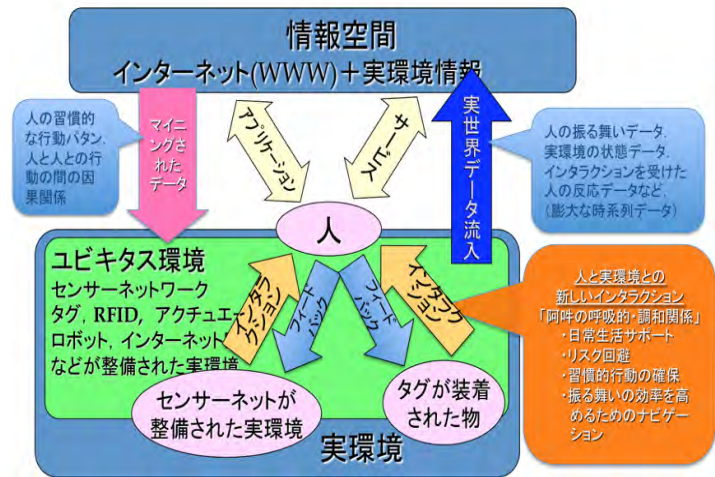 情報空間
インターネット(WWW)＋実環境情報
人の習慣的
な行動パタン,
人と人との行
動の間の因
果関係
マイニ
ングさ
れた
データ
アプリケーション
サービス
実世界データ流入
人の振る舞いデータ,
実環境の状態データ,
インタラクションを受けた
人の反応データなど,
(膨大な時系列データ)
人
ユビキタス環境
センサーネットワーク
タグ, RFID, アクチュエー
ロボット, インターネット
などが整備された実環境
インタラ
クション
フィード
バック
フィード
バック
インタラク
ション
人と実環境との
新しいインタラクション
「阿吽の呼吸的・調和関係」
・日常生活サポート
・リスク回避
・習慣的行動の確保
・振る舞いの効率を高
めるためのナビゲー
ション
センサーネットが
整備された実環境
タグが装着
された物
実環境